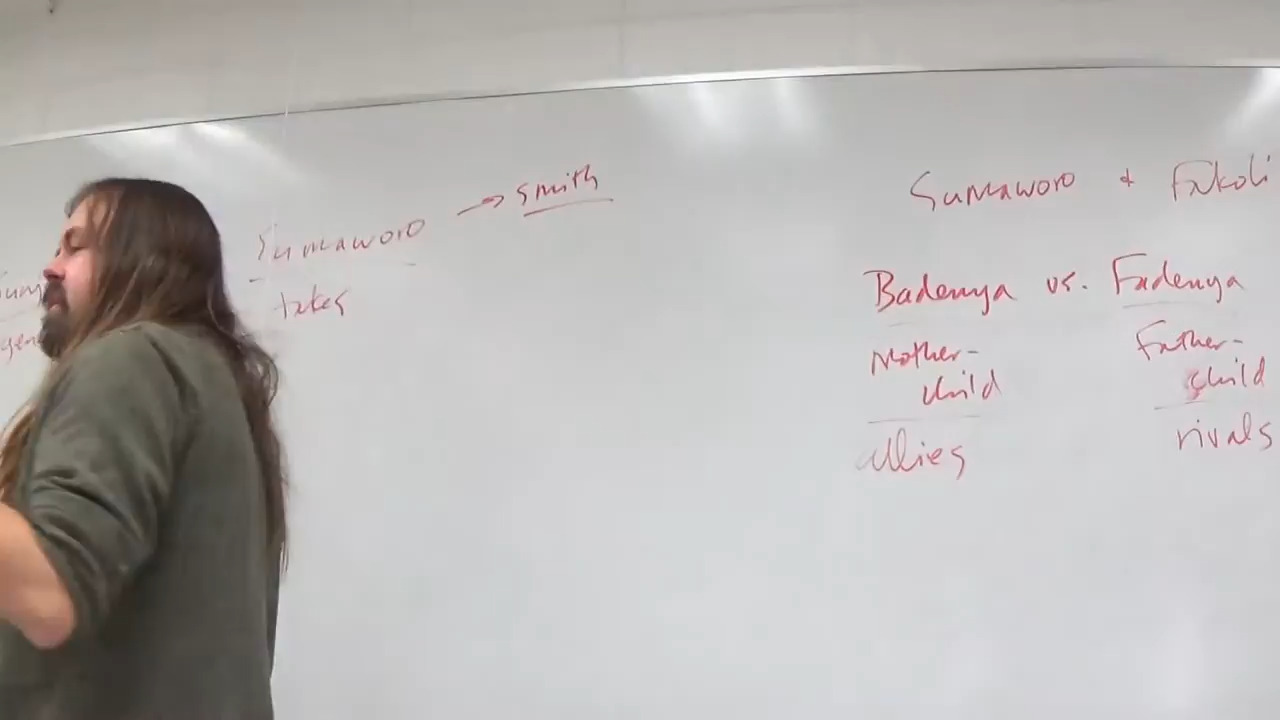 Sumaworo → smith
takes
Sumaworo + Fakoli
Badenya vs. Fadenya
Mother- Father-
child child
allies rivals